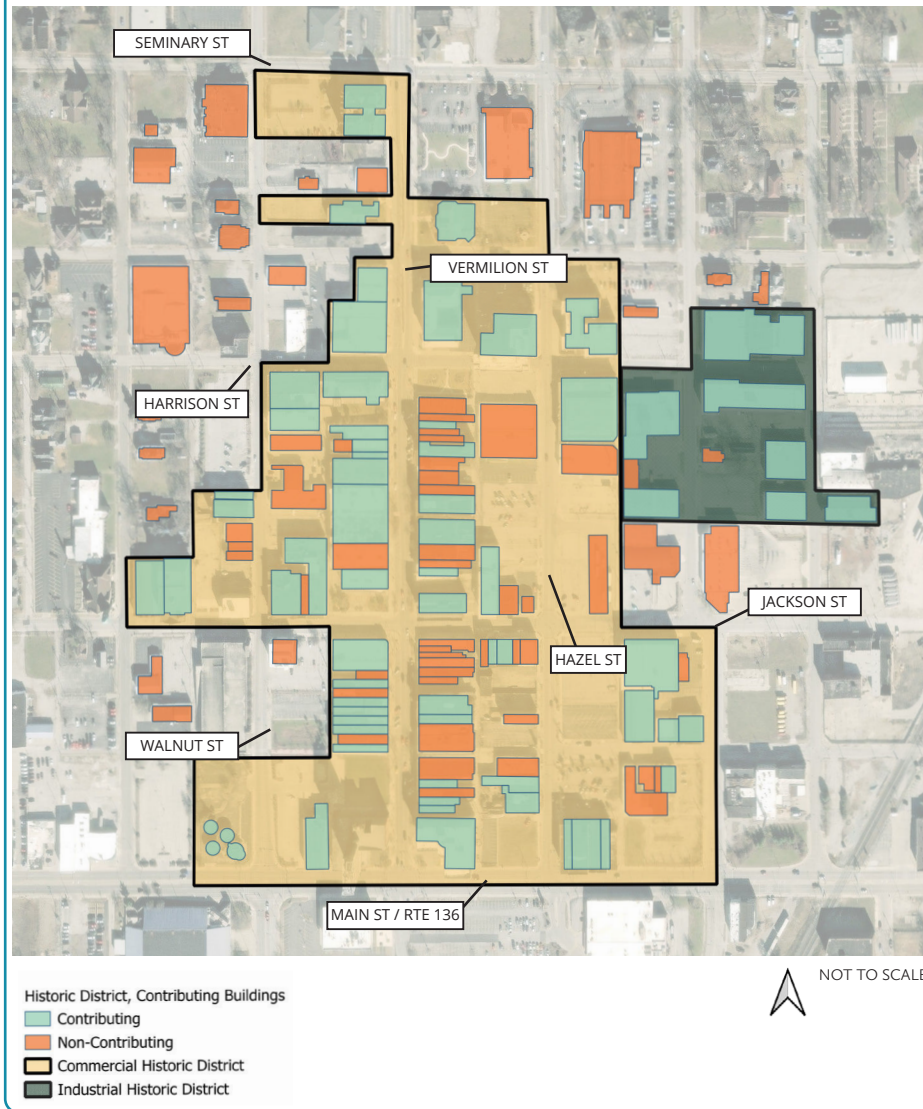 SEMINARY ST
VERMILION ST
HARRISON ST
JACKSON ST
HAZEL ST
WALNUT ST
MAIN ST / RTE 136
NOT TO SCALE
Historic District, Contributing Buildings
Contributing
Non-Contributing
Commercial Historic District
Industrial Historic District